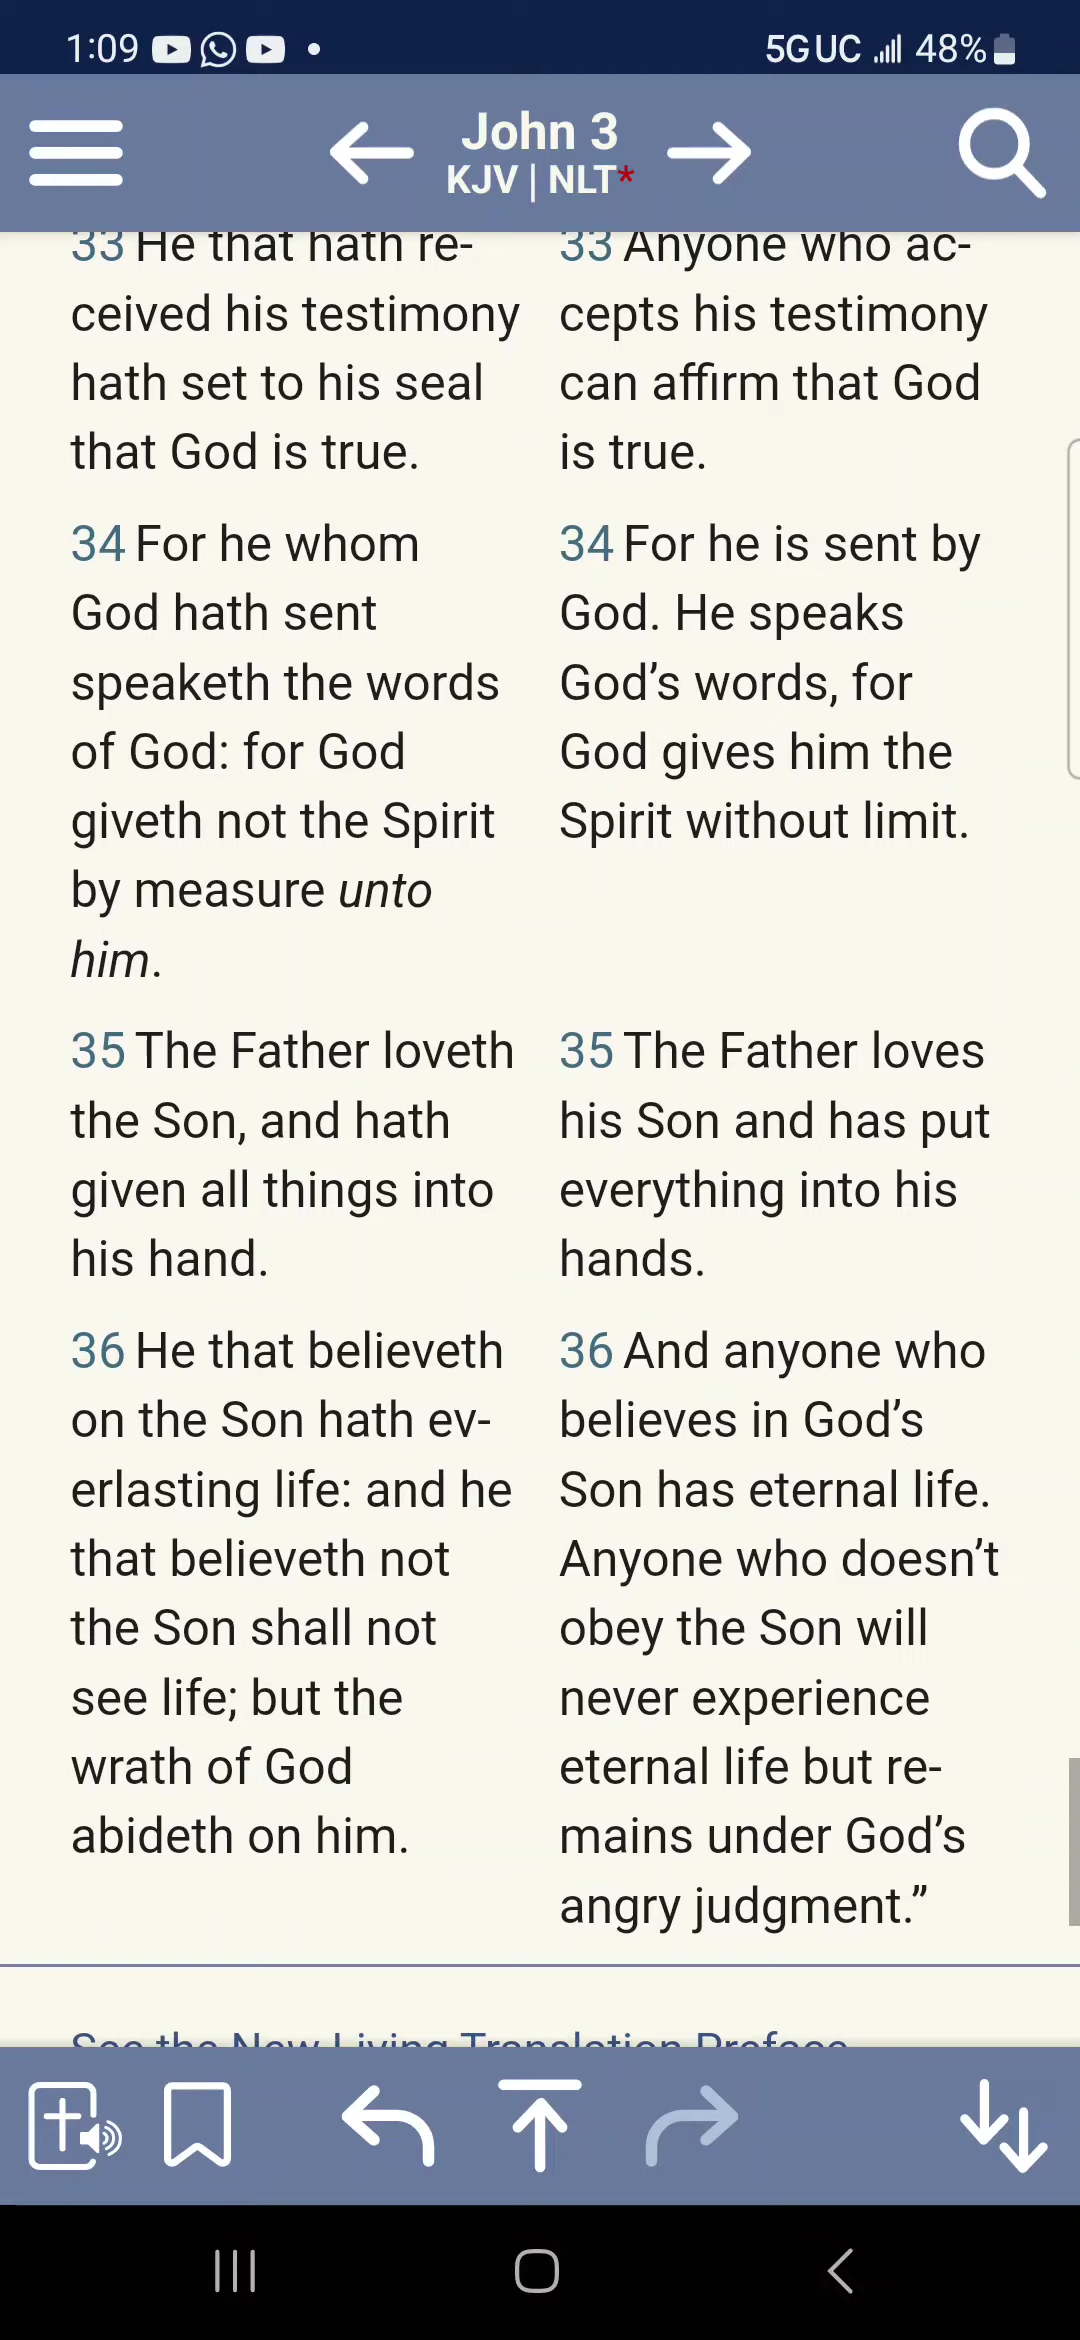 1:09
5G UC 48%
John 3
KJV | NLT*
33 He that hath re-
ceived his testimony
hath set to his seal
that God is true.
34 For he whom
God hath sent
speaketh the words
of God: for God
giveth not the Spirit
by measure unto
him.
35 The Father loveth
the Son, and hath
given all things into
his hand.
36 He that believeth
on the Son hath ev-
erlasting life: and he
that believeth not
the Son shall not
see life; but the
wrath of God
abideth on him.
33 Anyone who ac-
cepts his testimony
can affirm that God
is true.
34 For he is sent by
God. He speaks
God’s words, for
God gives him the
Spirit without limit.
35 The Father loves
his Son and has put
everything into his
hands.
36 And anyone who
believes in God’s
Son has eternal life.
Anyone who doesn’t
obey the Son will
never experience
eternal life but re-
mains under God’s
angry judgment.”
See the New Living Translation Preface